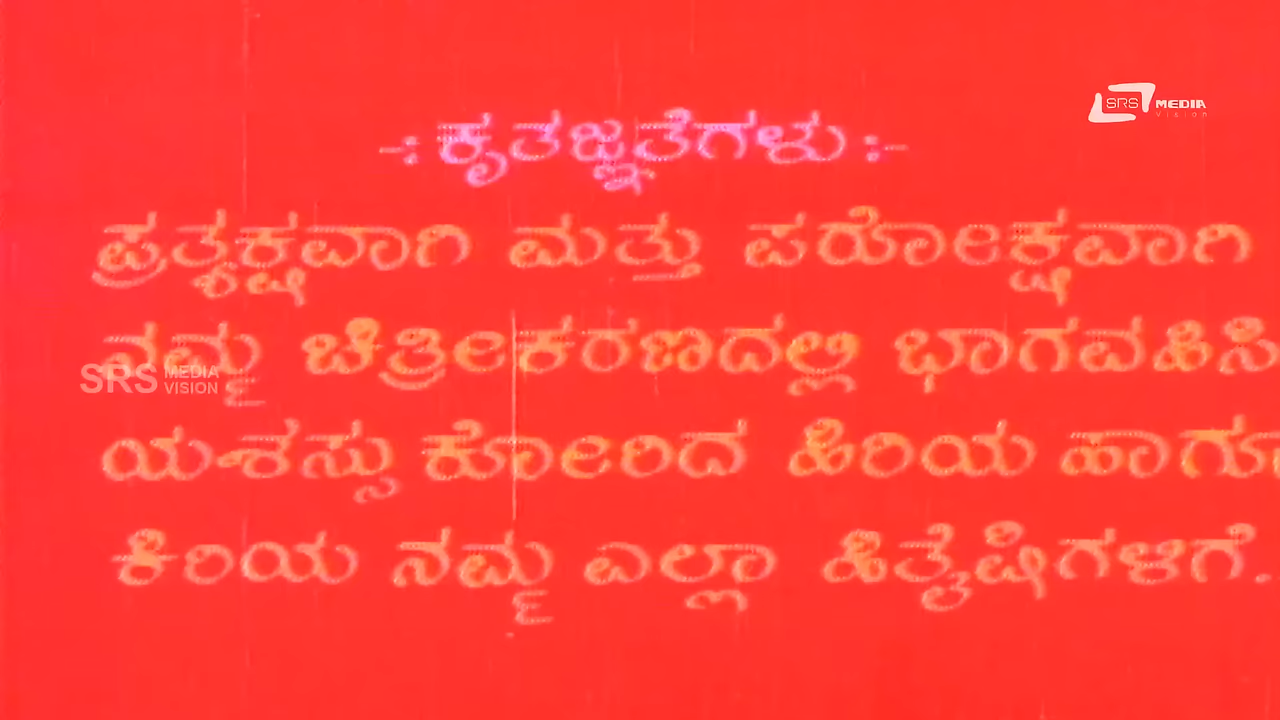 SRS MEDIA
Vision
-: ಕೃತಜ್ಞತೆಗಳು :-
ಪ್ರತ್ಯಕ್ಷವಾಗಿ ಮತ್ತು ಪರೋಕ್ಷವಾಗಿ
ನಮ್ಮ ಚಿತ್ರೀಕರಣದಲ್ಲಿ ಭಾಗವಹಿಸಿ
SRS MEDIA VISION
ಯಶಸ್ಸು ಕೋರಿದ ಹಿರಿಯ ಹಾಗೂ
ಕಿರಿಯ ನಮ್ಮ ಎಲ್ಲಾ ಹಿತೈಷಿಗಳಿಗೆ.